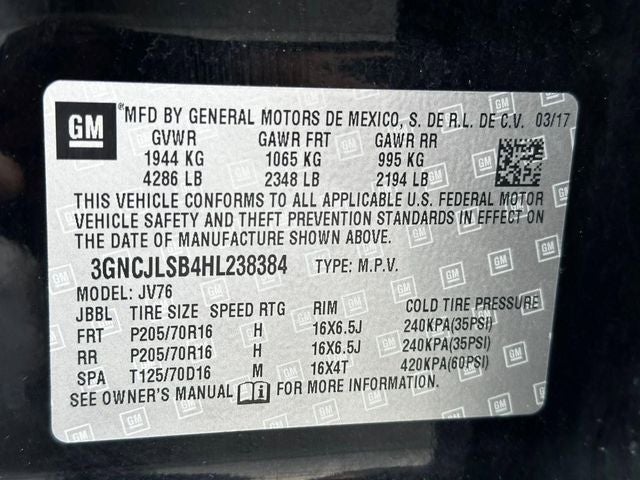 GM ® MFD BY GENERAL MOTORS DE MEXICO, S. DE R.L. DE C.V. 03/17
GVWR GAWR FRT GAWR RR
1944 KG 1065 KG 995 KG
4286 LB 2348 LB 2194 LB
THIS VEHICLE CONFORMS TO ALL APPLICABLE U.S. FEDERAL MOTOR
VEHICLE SAFETY AND THEFT PREVENTION STANDARDS IN EFFECT ON
THE DATE OF MANUFACTURE SHOWN ABOVE.
3GNCJLSB4HL238384 TYPE: M.P.V.
MODEL: JV76
JBBL TIRE SIZE SPEED RTG RIM COLD TIRE PRESSURE
FRT P205/70R16 H 16X6.5J 240KPA(35PSI)
RR P205/70R16 H 16X6.5J 240KPA(35PSI)
SPA T125/70D16 M 16X4T 420KPA(60PSI)
SEE OWNER'S MANUAL FOR MORE INFORMATION.